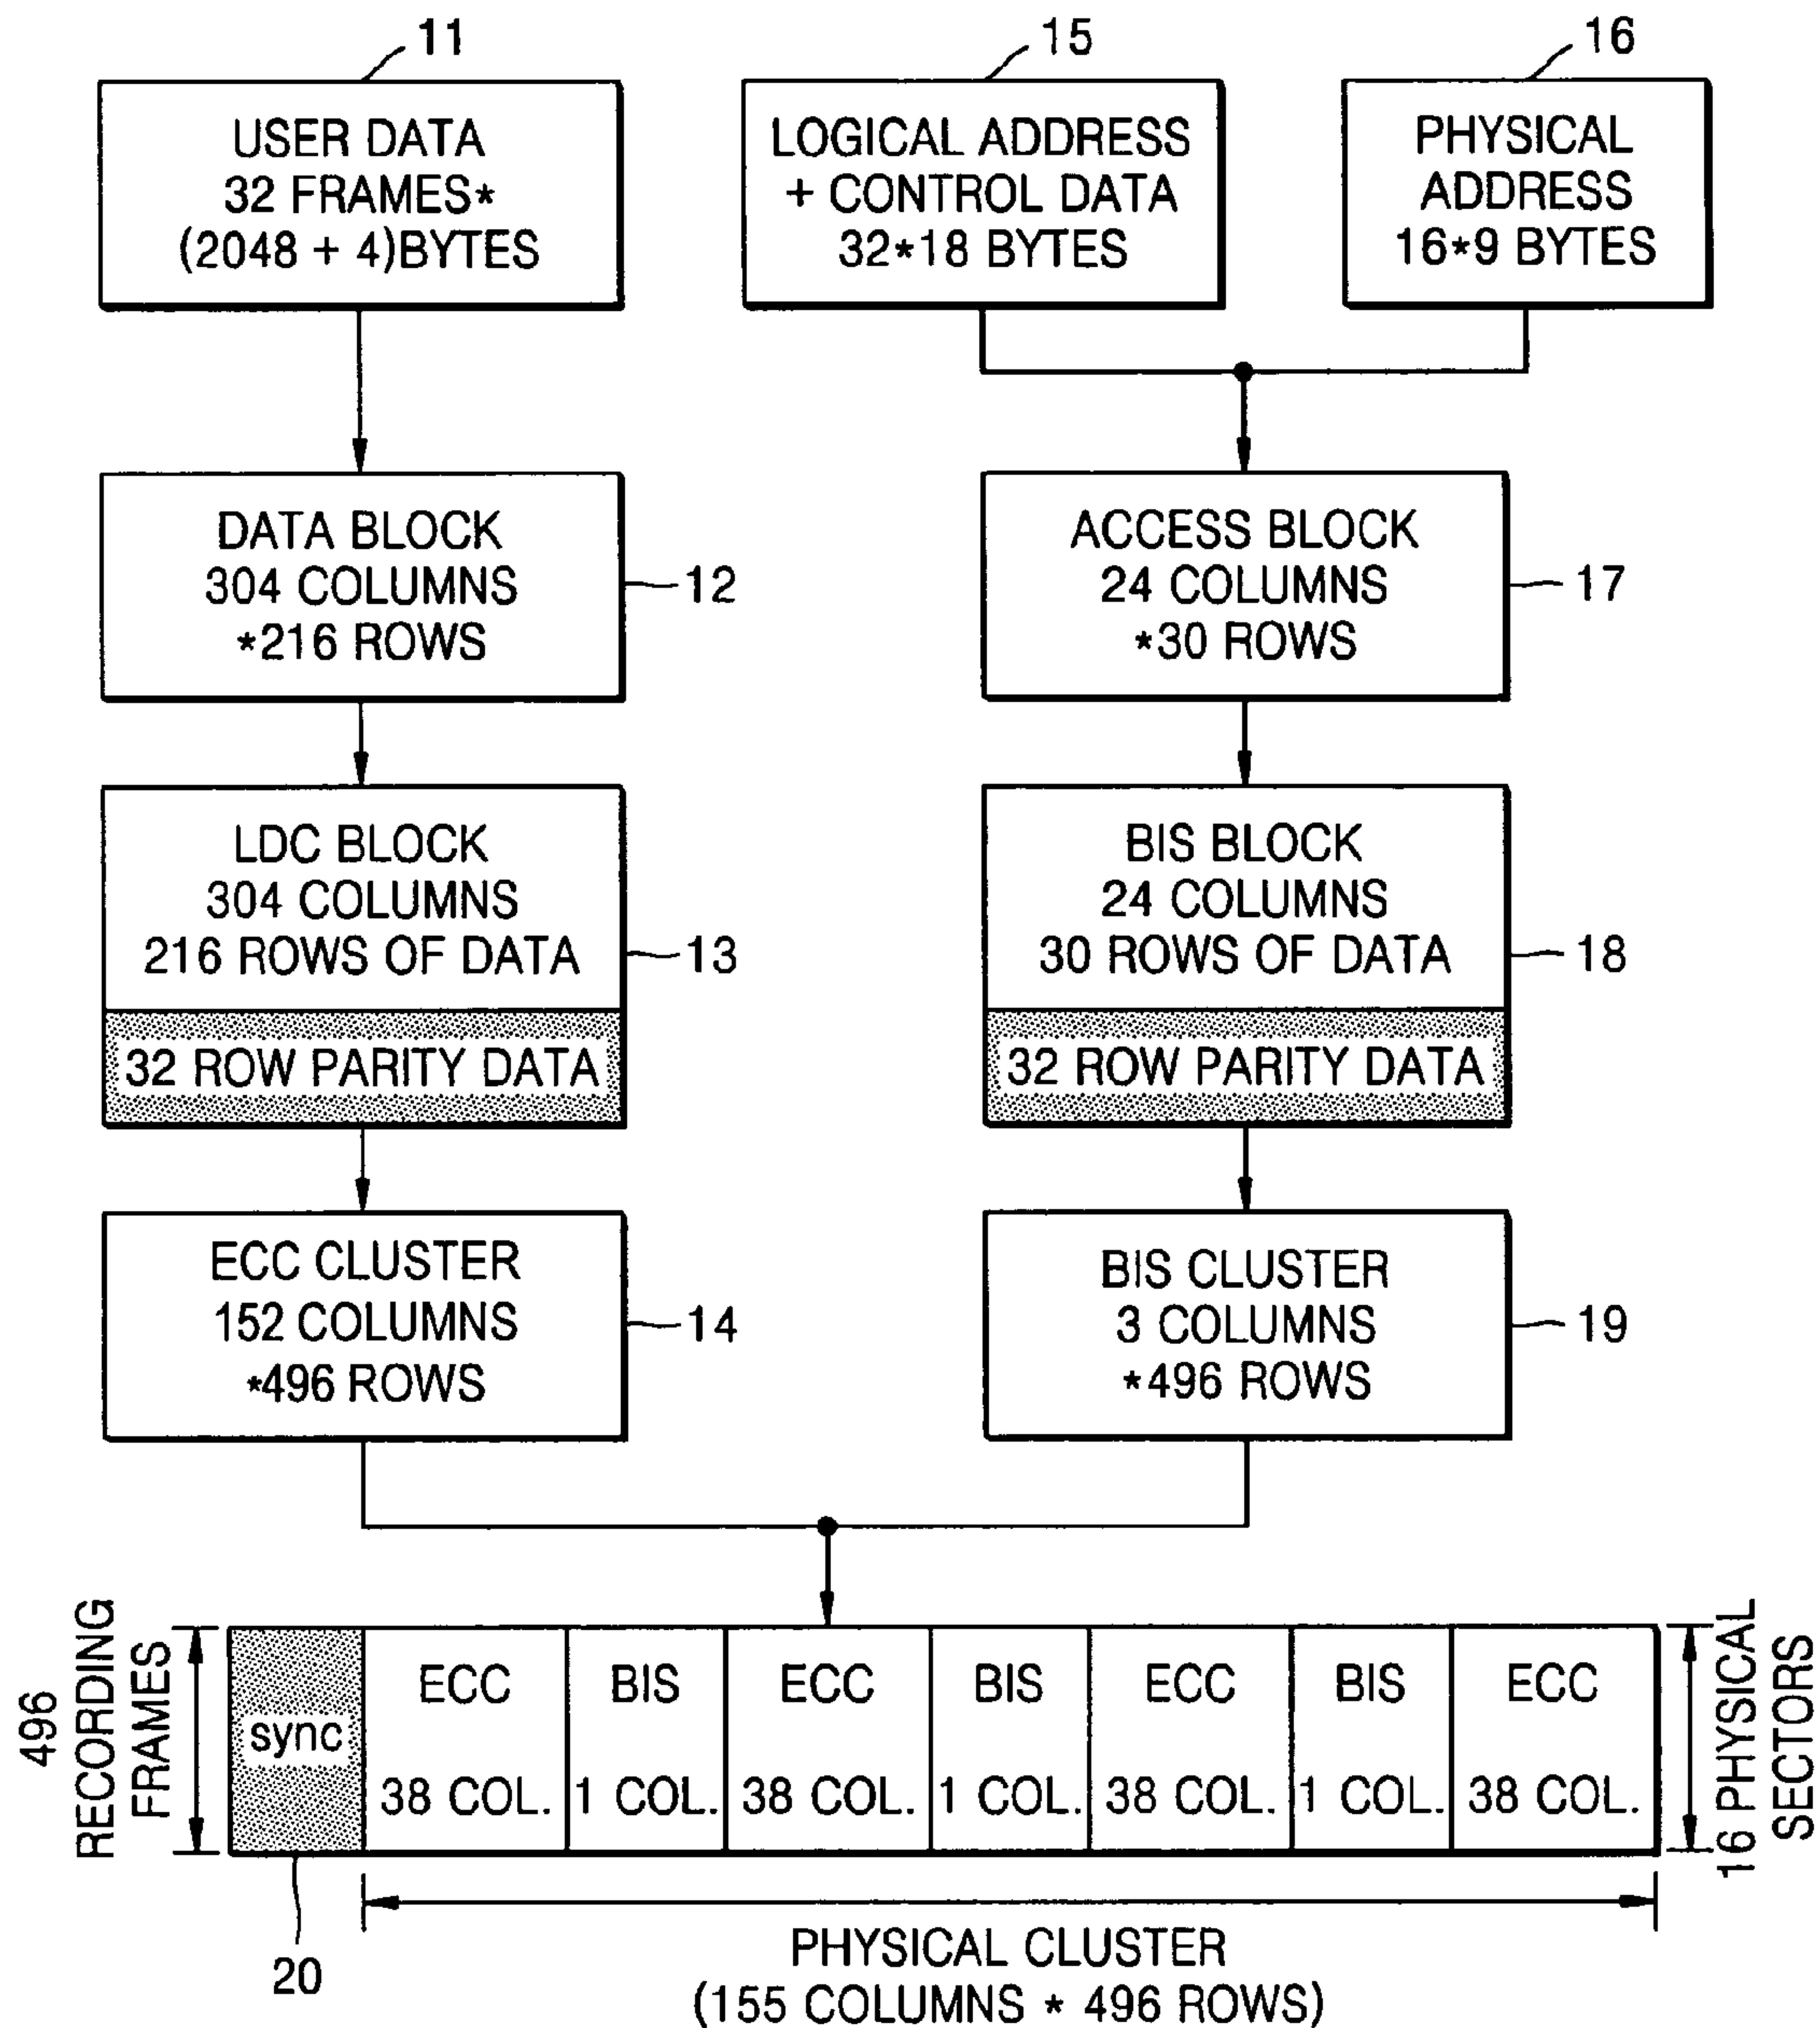 11
USER DATA
32 FRAMES*
(2048 + 4)BYTES
15
LOGICAL ADDRESS
+ CONTROL DATA
32*18 BYTES
16
PHYSICAL
ADDRESS
16*9 BYTES
DATA BLOCK
304 COLUMNS
*216 ROWS
12
ACCESS BLOCK
24 COLUMNS
*30 ROWS
17
LDC BLOCK
304 COLUMNS
216 ROWS OF DATA
32 ROW PARITY DATA
13
BIS BLOCK
24 COLUMNS
30 ROWS OF DATA
32 ROW PARITY DATA
18
ECC CLUSTER
152 COLUMNS
*496 ROWS
14
BIS CLUSTER
3 COLUMNS
*496 ROWS
19
496
RECORDING
FRAMES
sync
ECC
38 COL.
BIS
1 COL.
ECC
38 COL.
BIS
1 COL.
ECC
38 COL.
BIS
1 COL.
ECC
38 COL.
16 PHYSICAL
SECTORS
20
PHYSICAL CLUSTER
(155 COLUMNS * 496 ROWS)